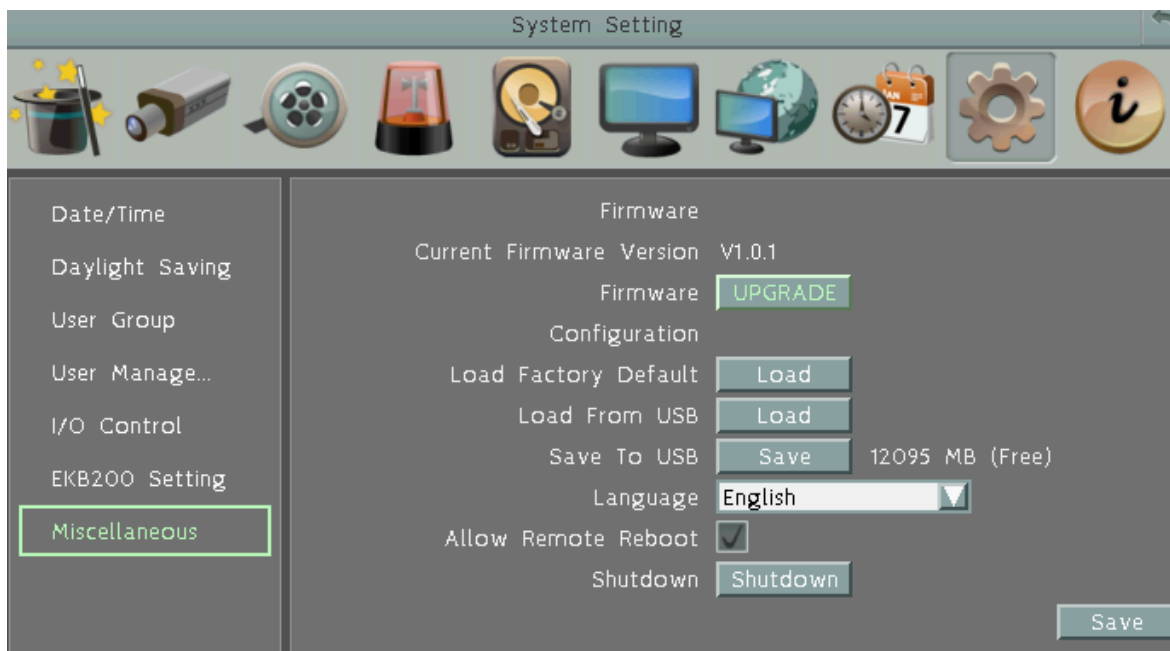 System Setting
JAN
7
i
Date/Time
Daylight Saving
User Group
User Manage...
I/O Control
EKB200 Setting
Miscellaneous
Firmware
Current Firmware Version V1.0.1
Firmware UPGRADE
Configuration
Load Factory Default Load
Load From USB Load
Save To USB Save 12095 MB (Free)
Language English
Allow Remote Reboot
Shutdown Shutdown
Save